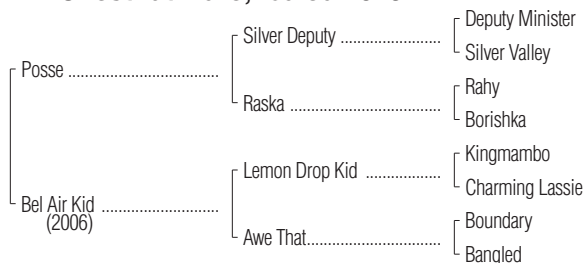 Deputy Minister
Silver Deputy ........................
Silver Valley
Posse ....................................
Rahy
Raska ....................................
Borishka
Kingmambo
Lemon Drop Kid ..................
Charming Lassie
Bel Air Kid ............................
(2006)
Boundary
Awe That...............................
Bangled